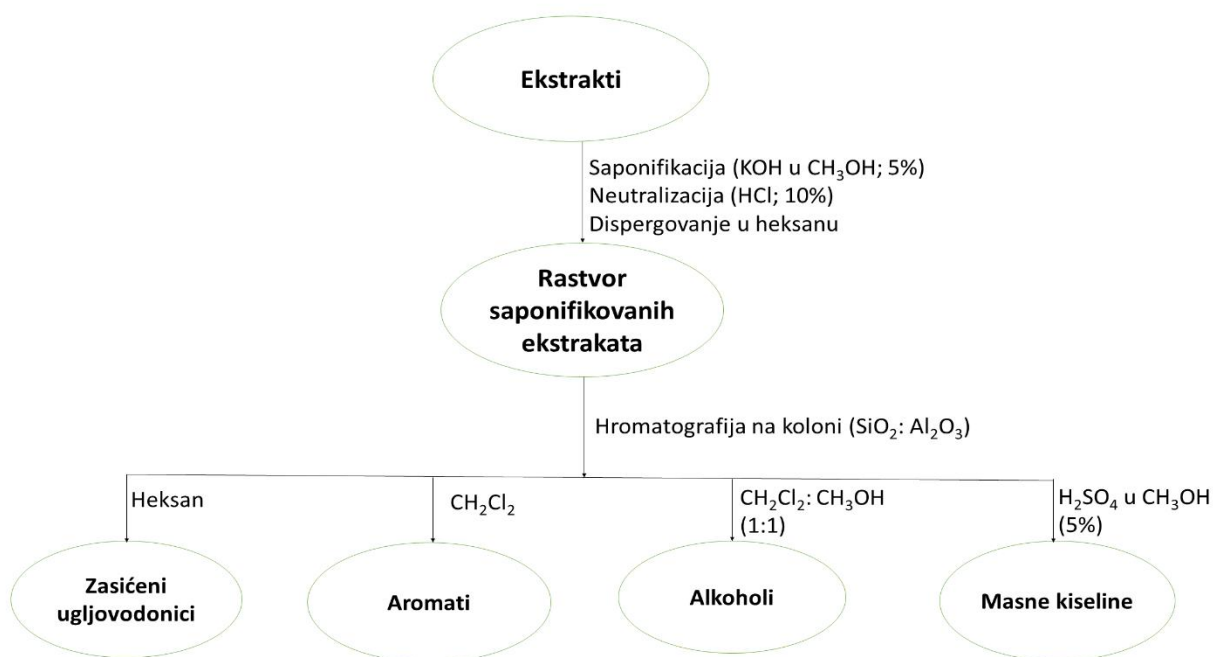 Ekstrakti
Saponifikacija (KOH u CH₃OH; 5%)
Neutralizacija (HCl; 10%)
Dispergovanje u heksanu
Rastvor
saponifikovanih
ekstrakata
Hromatografija na koloni (SiO₂: Al₂O₃)
Heksan
CH₂Cl₂
CH₂Cl₂: CH₃OH
(1:1)
H₂SO₄ u CH₃OH
(5%)
Zasićeni
ugljovodonici
Aromati
Alkoholi
Masne kiseline